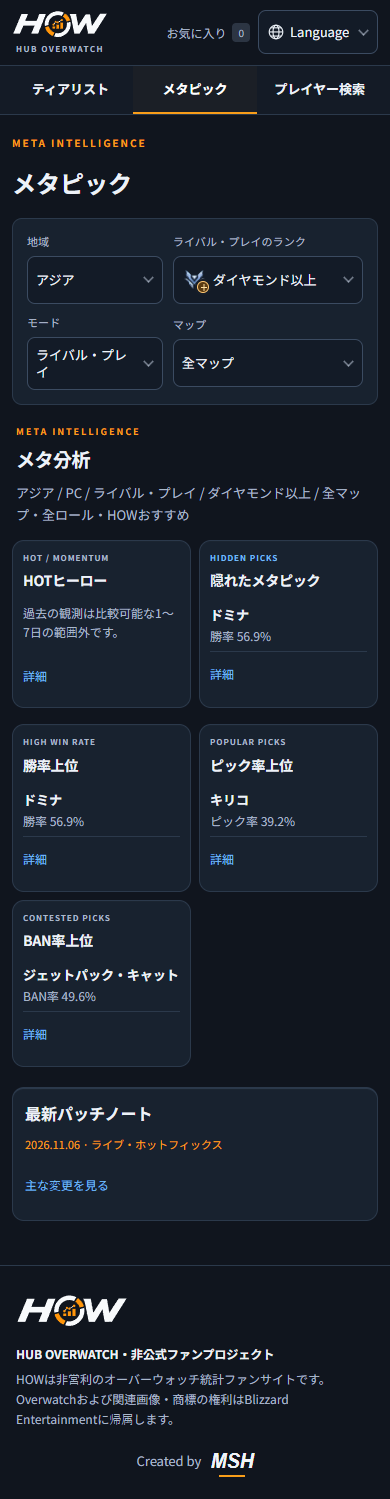 HOW
HUB OVERWATCH
お気に入り 0
Language
ティアリスト
メタピック
プレイヤー検索
META INTELLIGENCE
メタピック
地域
ライバル・プレイのランク
アジア
ダイヤモンド以上
モード
マップ
ライバル・プレ
イ
全マップ
META INTELLIGENCE
メタ分析
アジア / PC / ライバル・プレイ / ダイヤモンド以上 / 全マッ
プ・全ロール・HOWおすすめ
HOT / MOMENTUM
HOTヒーロー
過去の観測は比較可能な1〜
7日の範囲外です。
詳細
HIDDEN PICKS
隠れたメタピック
ドミナ
勝率 56.9%
詳細
HIGH WIN RATE
勝率上位
ドミナ
勝率 56.9%
詳細
POPULAR PICKS
ピック率上位
キリコ
ピック率 39.2%
詳細
CONTESTED PICKS
BAN率上位
ジェットパック・キャット
BAN率 49.6%
詳細
最新パッチノート
2026.11.06 · ライブ・ホットフィックス
主な変更を見る
HOW
HUB OVERWATCH・非公式ファンプロジェクト
HOWは非営利のオーバーウォッチ統計ファンサイトです。
Overwatchおよび関連画像・商標の権利はBlizzard
Entertainmentに帰属します。
Created by MSH